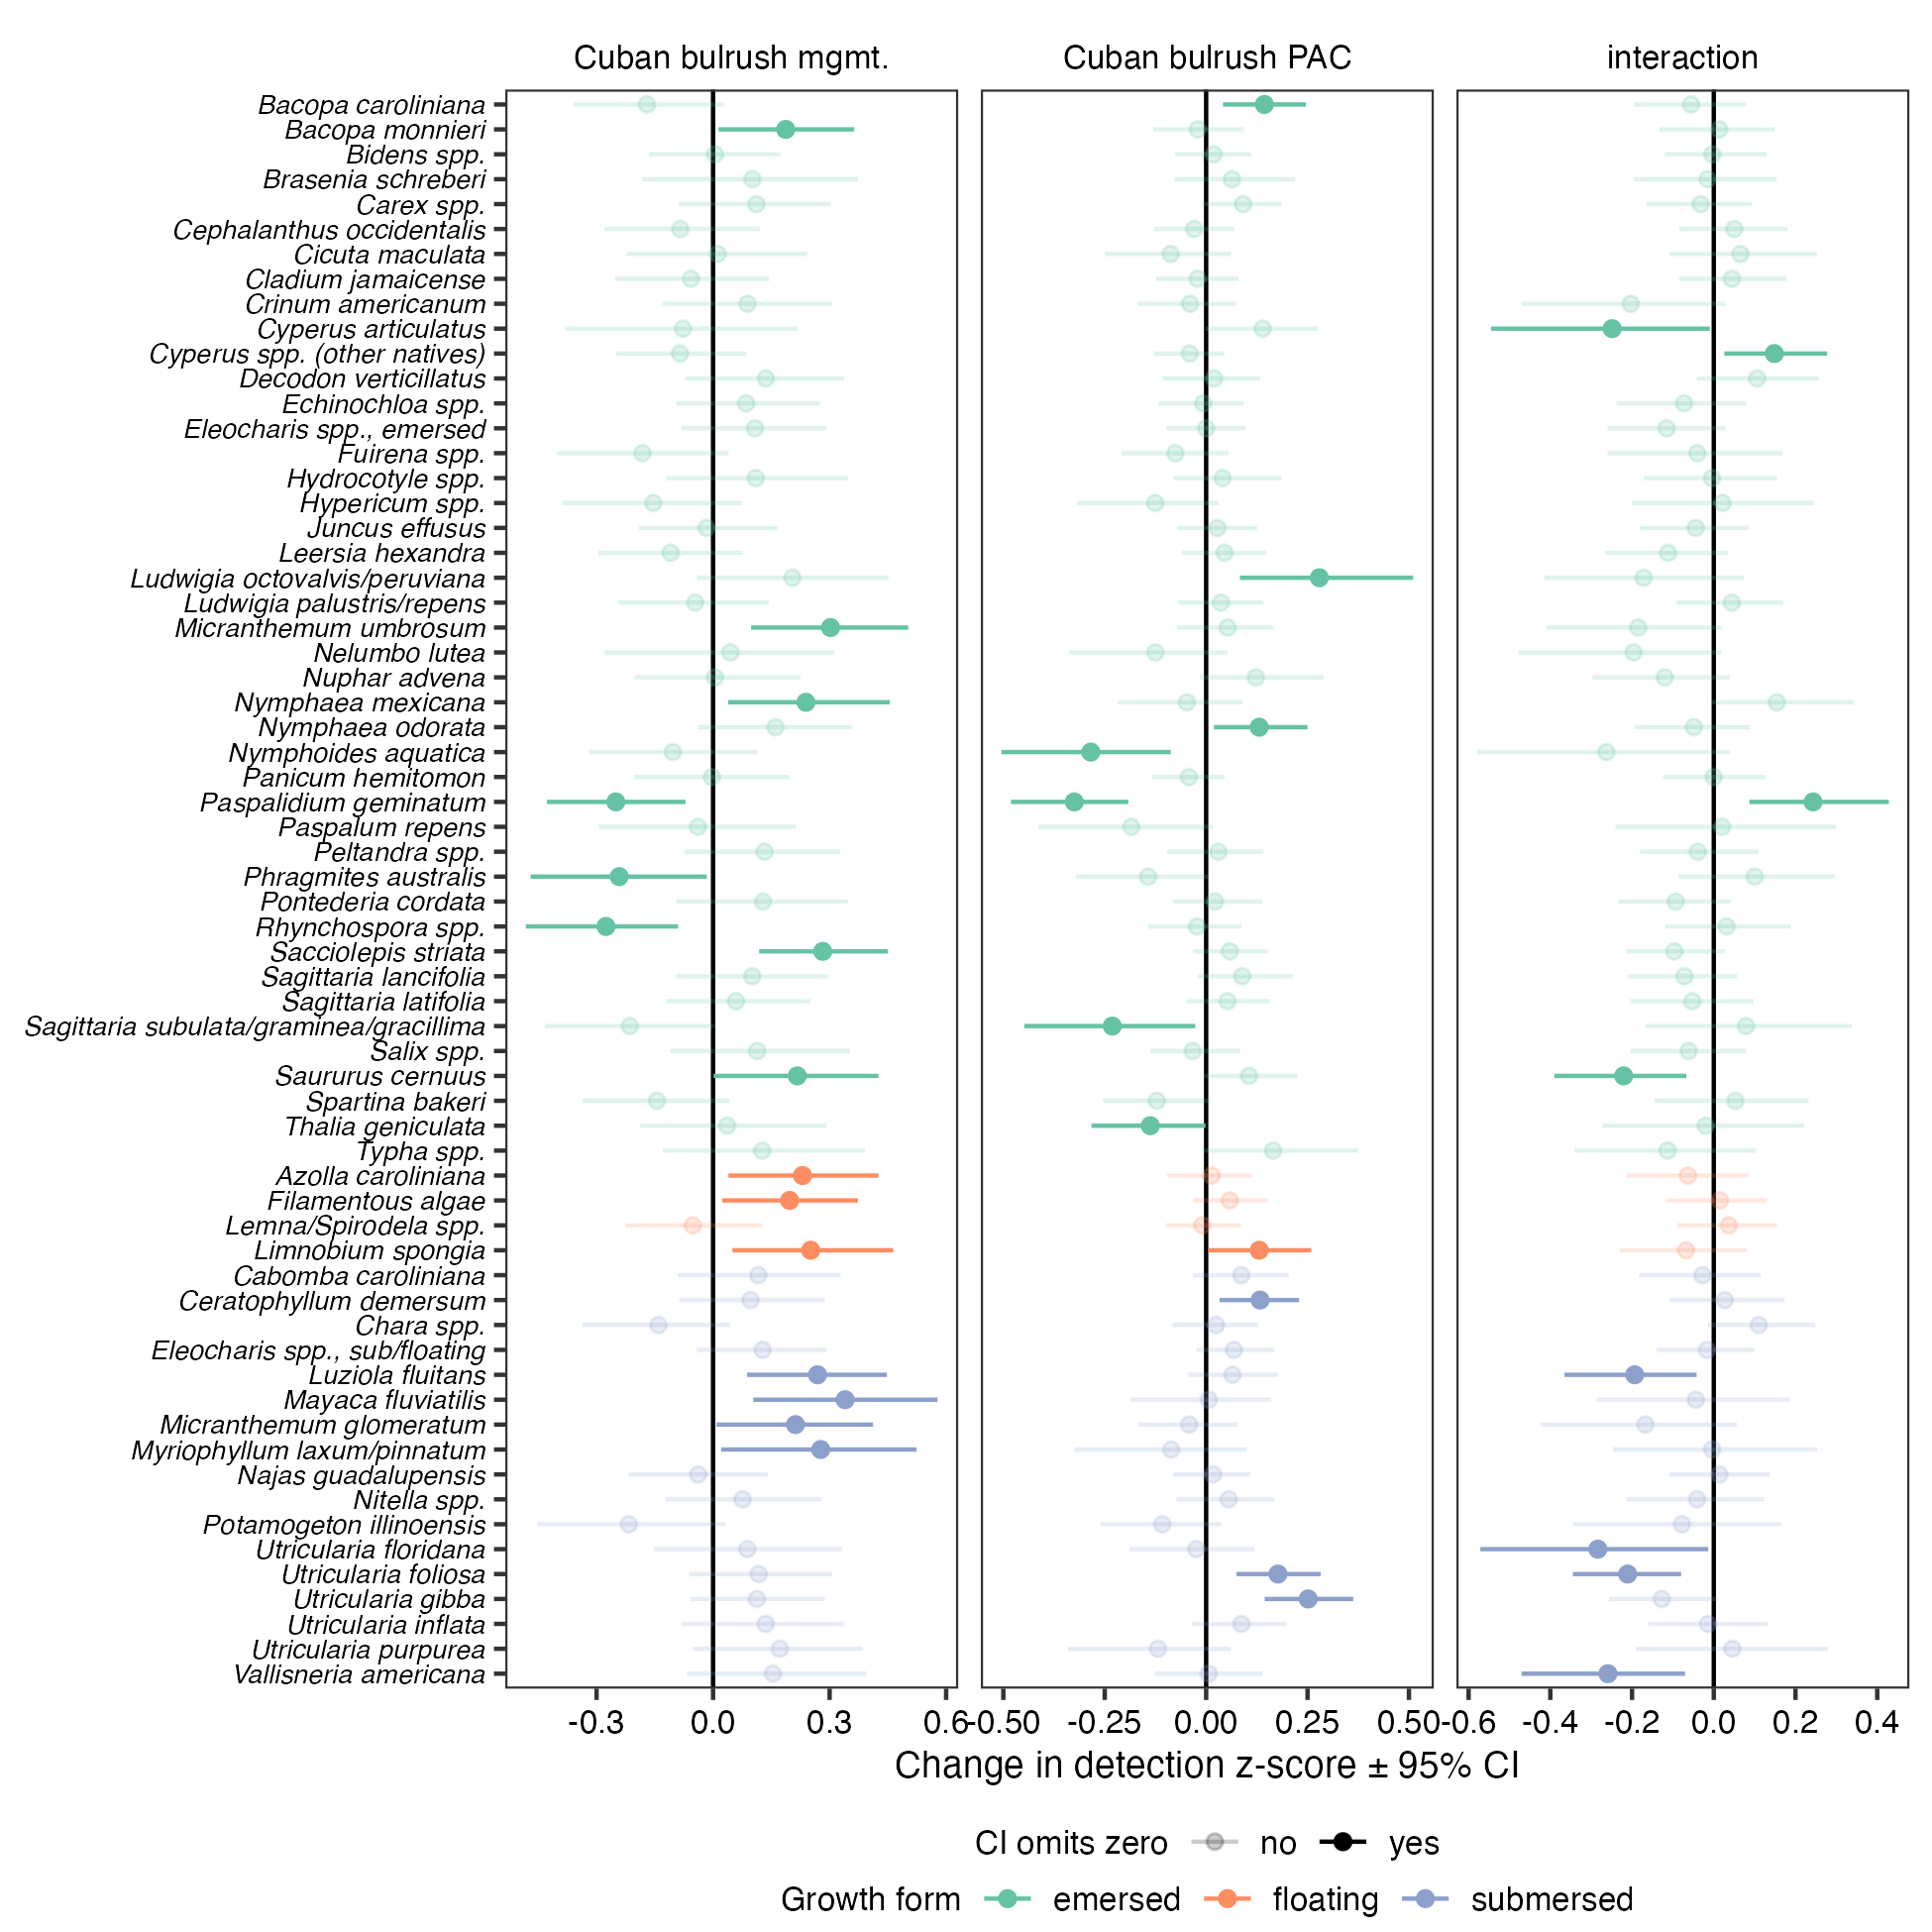 Cuban bulrush mgmt. Cuban bulrush PAC interaction
Bacopa caroliniana
Bacopa monnieri
Bidens spp.
Brasenia schreberi
Carex spp.
Cephalanthus occidentalis
Cicuta maculata
Cladium jamaicense
Crinum americanum
Cyperus articulatus
Cyperus spp. (other natives)
Decodon verticillatus
Echinochloa spp.
Eleocharis spp., emersed
Fuirena spp.
Hydrocotyle spp.
Hypericum spp.
Juncus effusus
Leersia hexandra
Ludwigia octovalvis/peruviana
Ludwigia palustris/repens
Micranthemum umbrosum
Nelumbo lutea
Nuphar advena
Nymphaea mexicana
Nymphaea odorata
Nymphoides aquatica
Panicum hemitomon
Paspalidium geminatum
Paspalum repens
Peltandra spp.
Phragmites australis
Pontederia cordata
Rhynchospora spp.
Sacciolepis striata
Sagittaria lancifolia
Sagittaria latifolia
Sagittaria subulata/graminea/gracillima
Salix spp.
Saururus cernuus
Spartina bakeri
Thalia geniculata
Typha spp.
Azolla caroliniana
Filamentous algae
Lemna/Spirodela spp.
Limnobium spongia
Cabomba caroliniana
Ceratophyllum demersum
Chara spp.
Eleocharis spp., sub/floating
Luziola fluitans
Mayaca fluviatilis
Micranthemum glomeratum
Myriophyllum laxum/pinnatum
Najas guadalupensis
Nitella spp.
Potamogeton illinoensis
Utricularia floridana
Utricularia foliosa
Utricularia gibba
Utricularia inflata
Utricularia purpurea
Vallisneria americana
-0.3 0.0 0.3 0.6 -0.50 -0.25 0.00 0.25 0.50 -0.6 -0.4 -0.2 0.0 0.2 0.4
Change in detection z-score ± 95% CI
CI omits zero no yes
Growth form emersed floating submersed